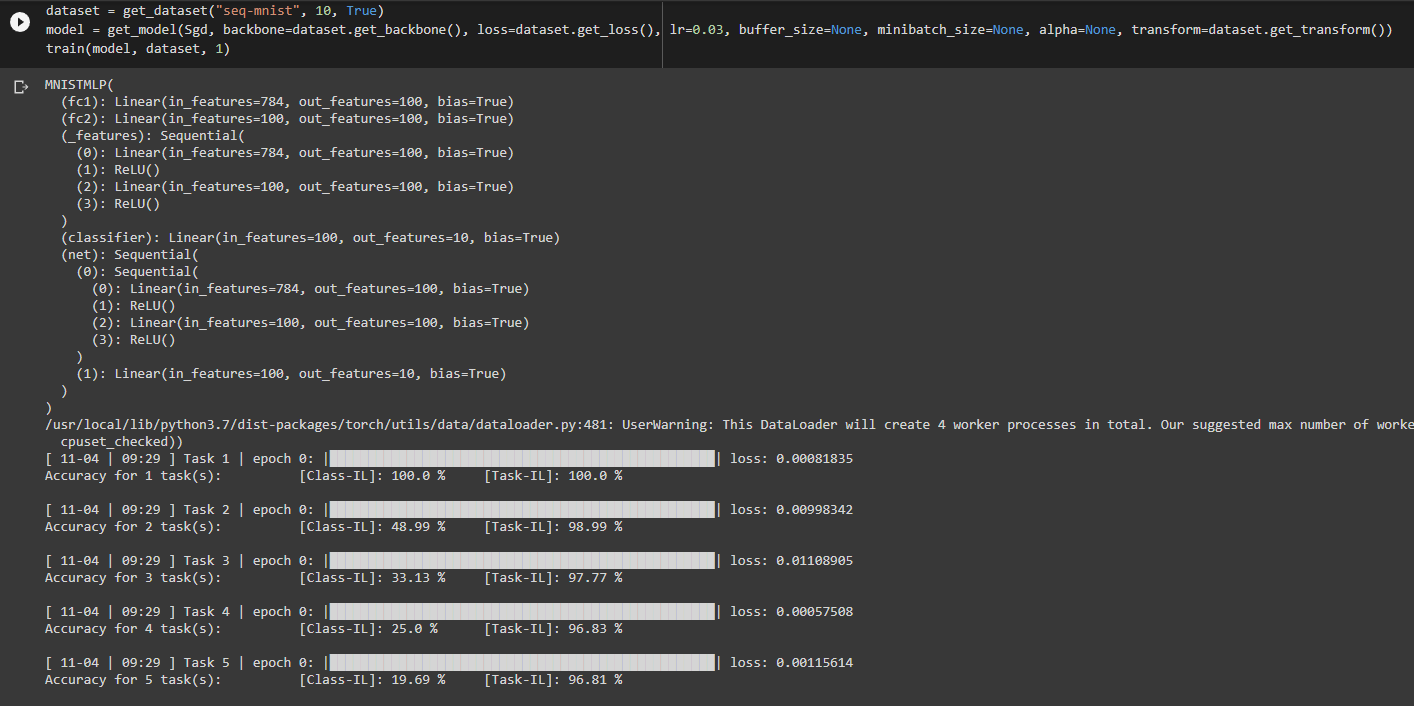 dataset = get_dataset("seq-mnist", 10, True)
model = get_model(Sgd, backbone=dataset.get_backbone(), loss=dataset.get_loss(), lr=0.03, buffer_size=None, minibatch_size=None, alpha=None, transform=dataset.get_transform())
train(model, dataset, 1)
MNISTMLP(
  (fc1): Linear(in_features=784, out_features=100, bias=True)
  (fc2): Linear(in_features=100, out_features=100, bias=True)
  (_features): Sequential(
    (0): Linear(in_features=784, out_features=100, bias=True)
    (1): ReLU()
    (2): Linear(in_features=100, out_features=100, bias=True)
    (3): ReLU()
  )
  (classifier): Linear(in_features=100, out_features=10, bias=True)
  (net): Sequential(
    (0): Sequential(
      (0): Linear(in_features=784, out_features=100, bias=True)
      (1): ReLU()
      (2): Linear(in_features=100, out_features=100, bias=True)
      (3): ReLU()
    )
    (1): Linear(in_features=100, out_features=10, bias=True)
  )
)
/usr/local/lib/python3.7/dist-packages/torch/utils/data/dataloader.py:481: UserWarning: This DataLoader will create 4 worker processes in total. Our suggested max number of worke
  cpuset_checked))
[ 11-04 | 09:29 ] Task 1 | epoch 0: |██████████████████████████████████████████████████| loss: 0.00081835
Accuracy for 1 task(s):          [Class-IL]: 100.0 %     [Task-IL]: 100.0 %
[ 11-04 | 09:29 ] Task 2 | epoch 0: |██████████████████████████████████████████████████| loss: 0.00998342
Accuracy for 2 task(s):          [Class-IL]: 48.99 %     [Task-IL]: 98.99 %
[ 11-04 | 09:29 ] Task 3 | epoch 0: |██████████████████████████████████████████████████| loss: 0.01108905
Accuracy for 3 task(s):          [Class-IL]: 33.13 %     [Task-IL]: 97.77 %
[ 11-04 | 09:29 ] Task 4 | epoch 0: |██████████████████████████████████████████████████| loss: 0.00057508
Accuracy for 4 task(s):          [Class-IL]: 25.0 %      [Task-IL]: 96.83 %
[ 11-04 | 09:29 ] Task 5 | epoch 0: |██████████████████████████████████████████████████| loss: 0.00115614
Accuracy for 5 task(s):          [Class-IL]: 19.69 %     [Task-IL]: 96.81 %